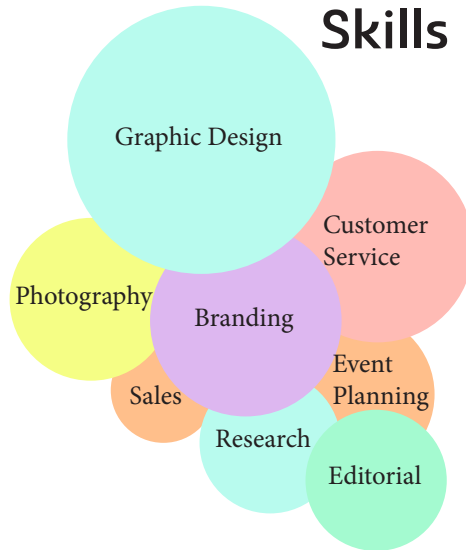 Skills
Graphic Design
Customer
Service
Photography
Branding
Event
Planning
Sales
Research
Editorial